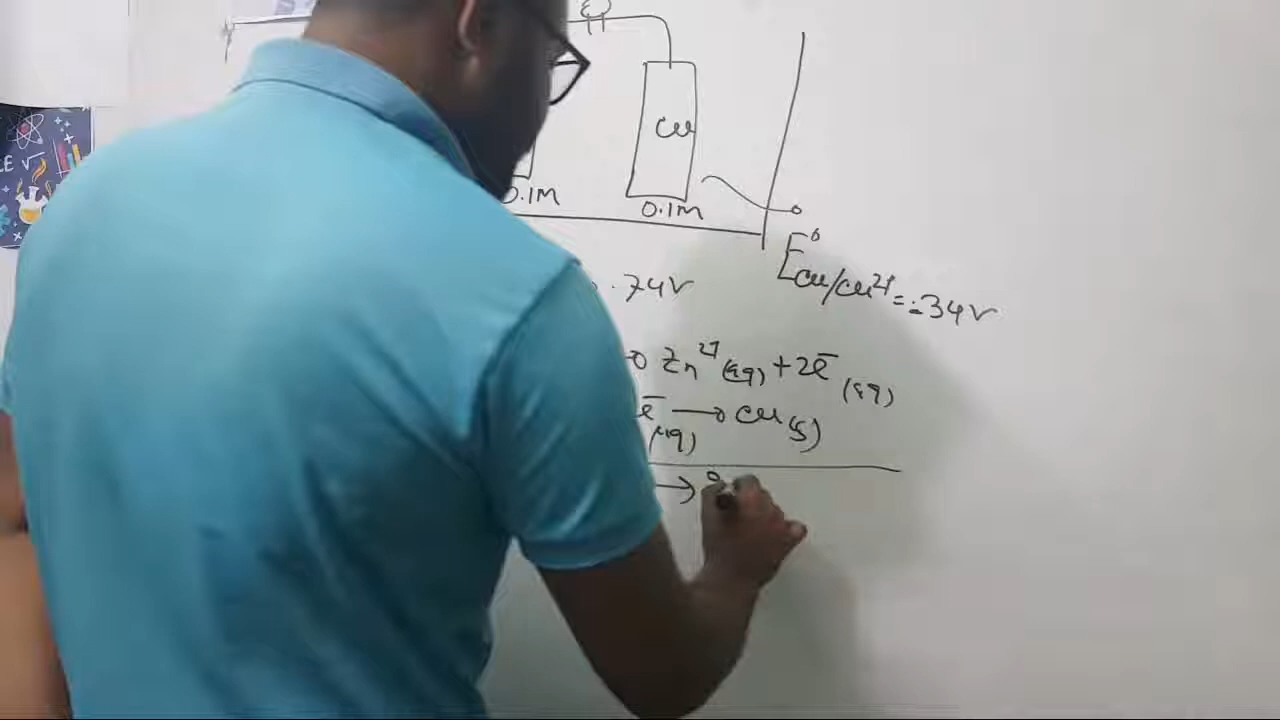 E √
Cu
0.1M
0.1M
E° Cu/Cu²⁺ = -.34V
.74V
Zn²⁺ (aq) + 2e⁻ (aq)
e⁻ (aq) → Cu (s)
→